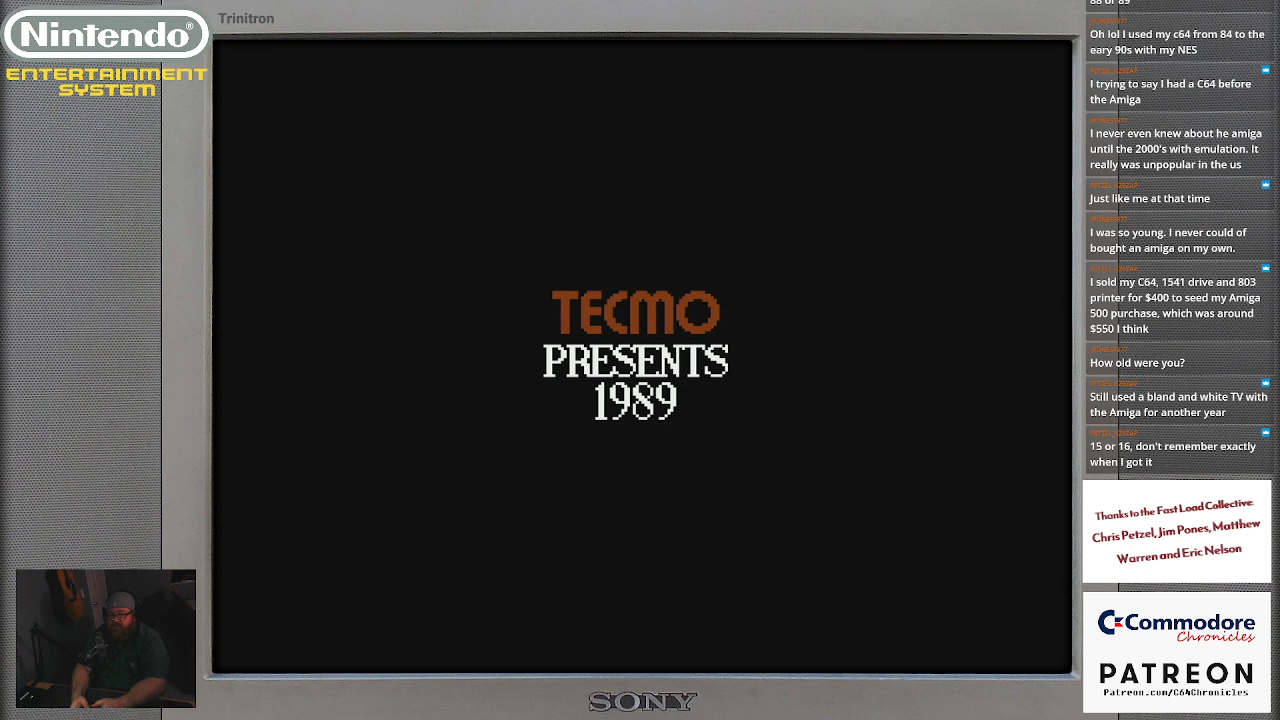 Trinitron
Nintendo®
ENTERTAINMENT
SYSTEM
TECMO
PRESENTS
1989
SONY
88 or 89
Oh lol I used my c64 from 84 to the
eary 90s with my NES
I trying to say I had a C64 before
the Amiga
I never even knew about he amiga
until the 2000's with emulation. It
really was unpopular in the us
Just like me at that time
I was so young. I never could of
bought an amiga on my own.
I sold my C64, 1541 drive and 803
printer for $400 to seed my Amiga
500 purchase, which was around
$550 I think
How old were you?
Still used a bland and white TV with
the Amiga for another year
15 or 16, don't remember exactly
when I got it
Thanks to the Fast Load Collective
Chris Petzel, Jim Pones, Matthew
Warren and Eric Nelson
Commodore
Chronicles
PATREON
Patreon.com/C64Chronicles